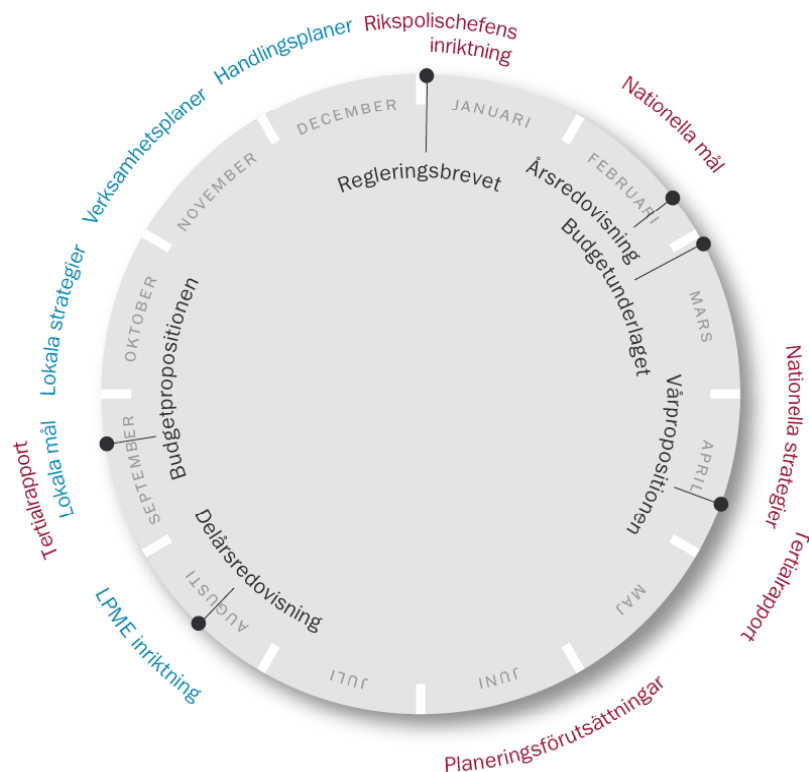 Rikspolischefens
inriktning
Nationella mål
Nationella strategier
Tertialrapport
Planeringsförutsättningar
LPME inriktning
Tertialrapport
Lokala mål
Lokala strategier
Verksamhetsplaner
Handlingsplaner
JANUARI
FEBRUARI
MARS
APRIL
MAJ
JUNI
JULI
AUGUSTI
SEPTEMBER
OKTOBER
NOVEMBER
DECEMBER
Regleringsbrevet
Årsredovisning
Budgetunderlaget
Vårpropositionen
Delårsredovisning
Budgetpropositionen